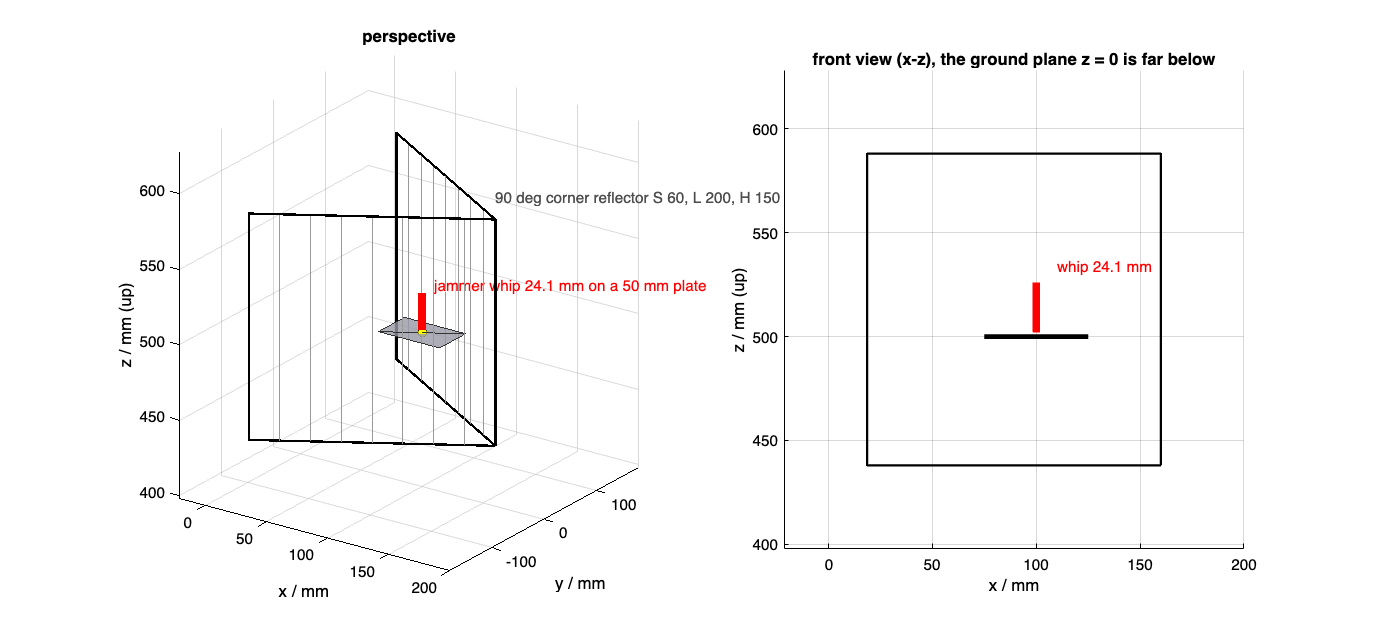 perspective
90 deg corner reflector S 60, L 200, H 150
jammer whip 24.1 mm on a 50 mm plate
600
550
500
450
400
z / mm (up)
0
50
100
150
200
x / mm
-100
0
100
y / mm
front view (x-z), the ground plane z = 0 is far below
whip 24.1 mm
600
550
500
450
400
z / mm (up)
0
50
100
150
200
x / mm